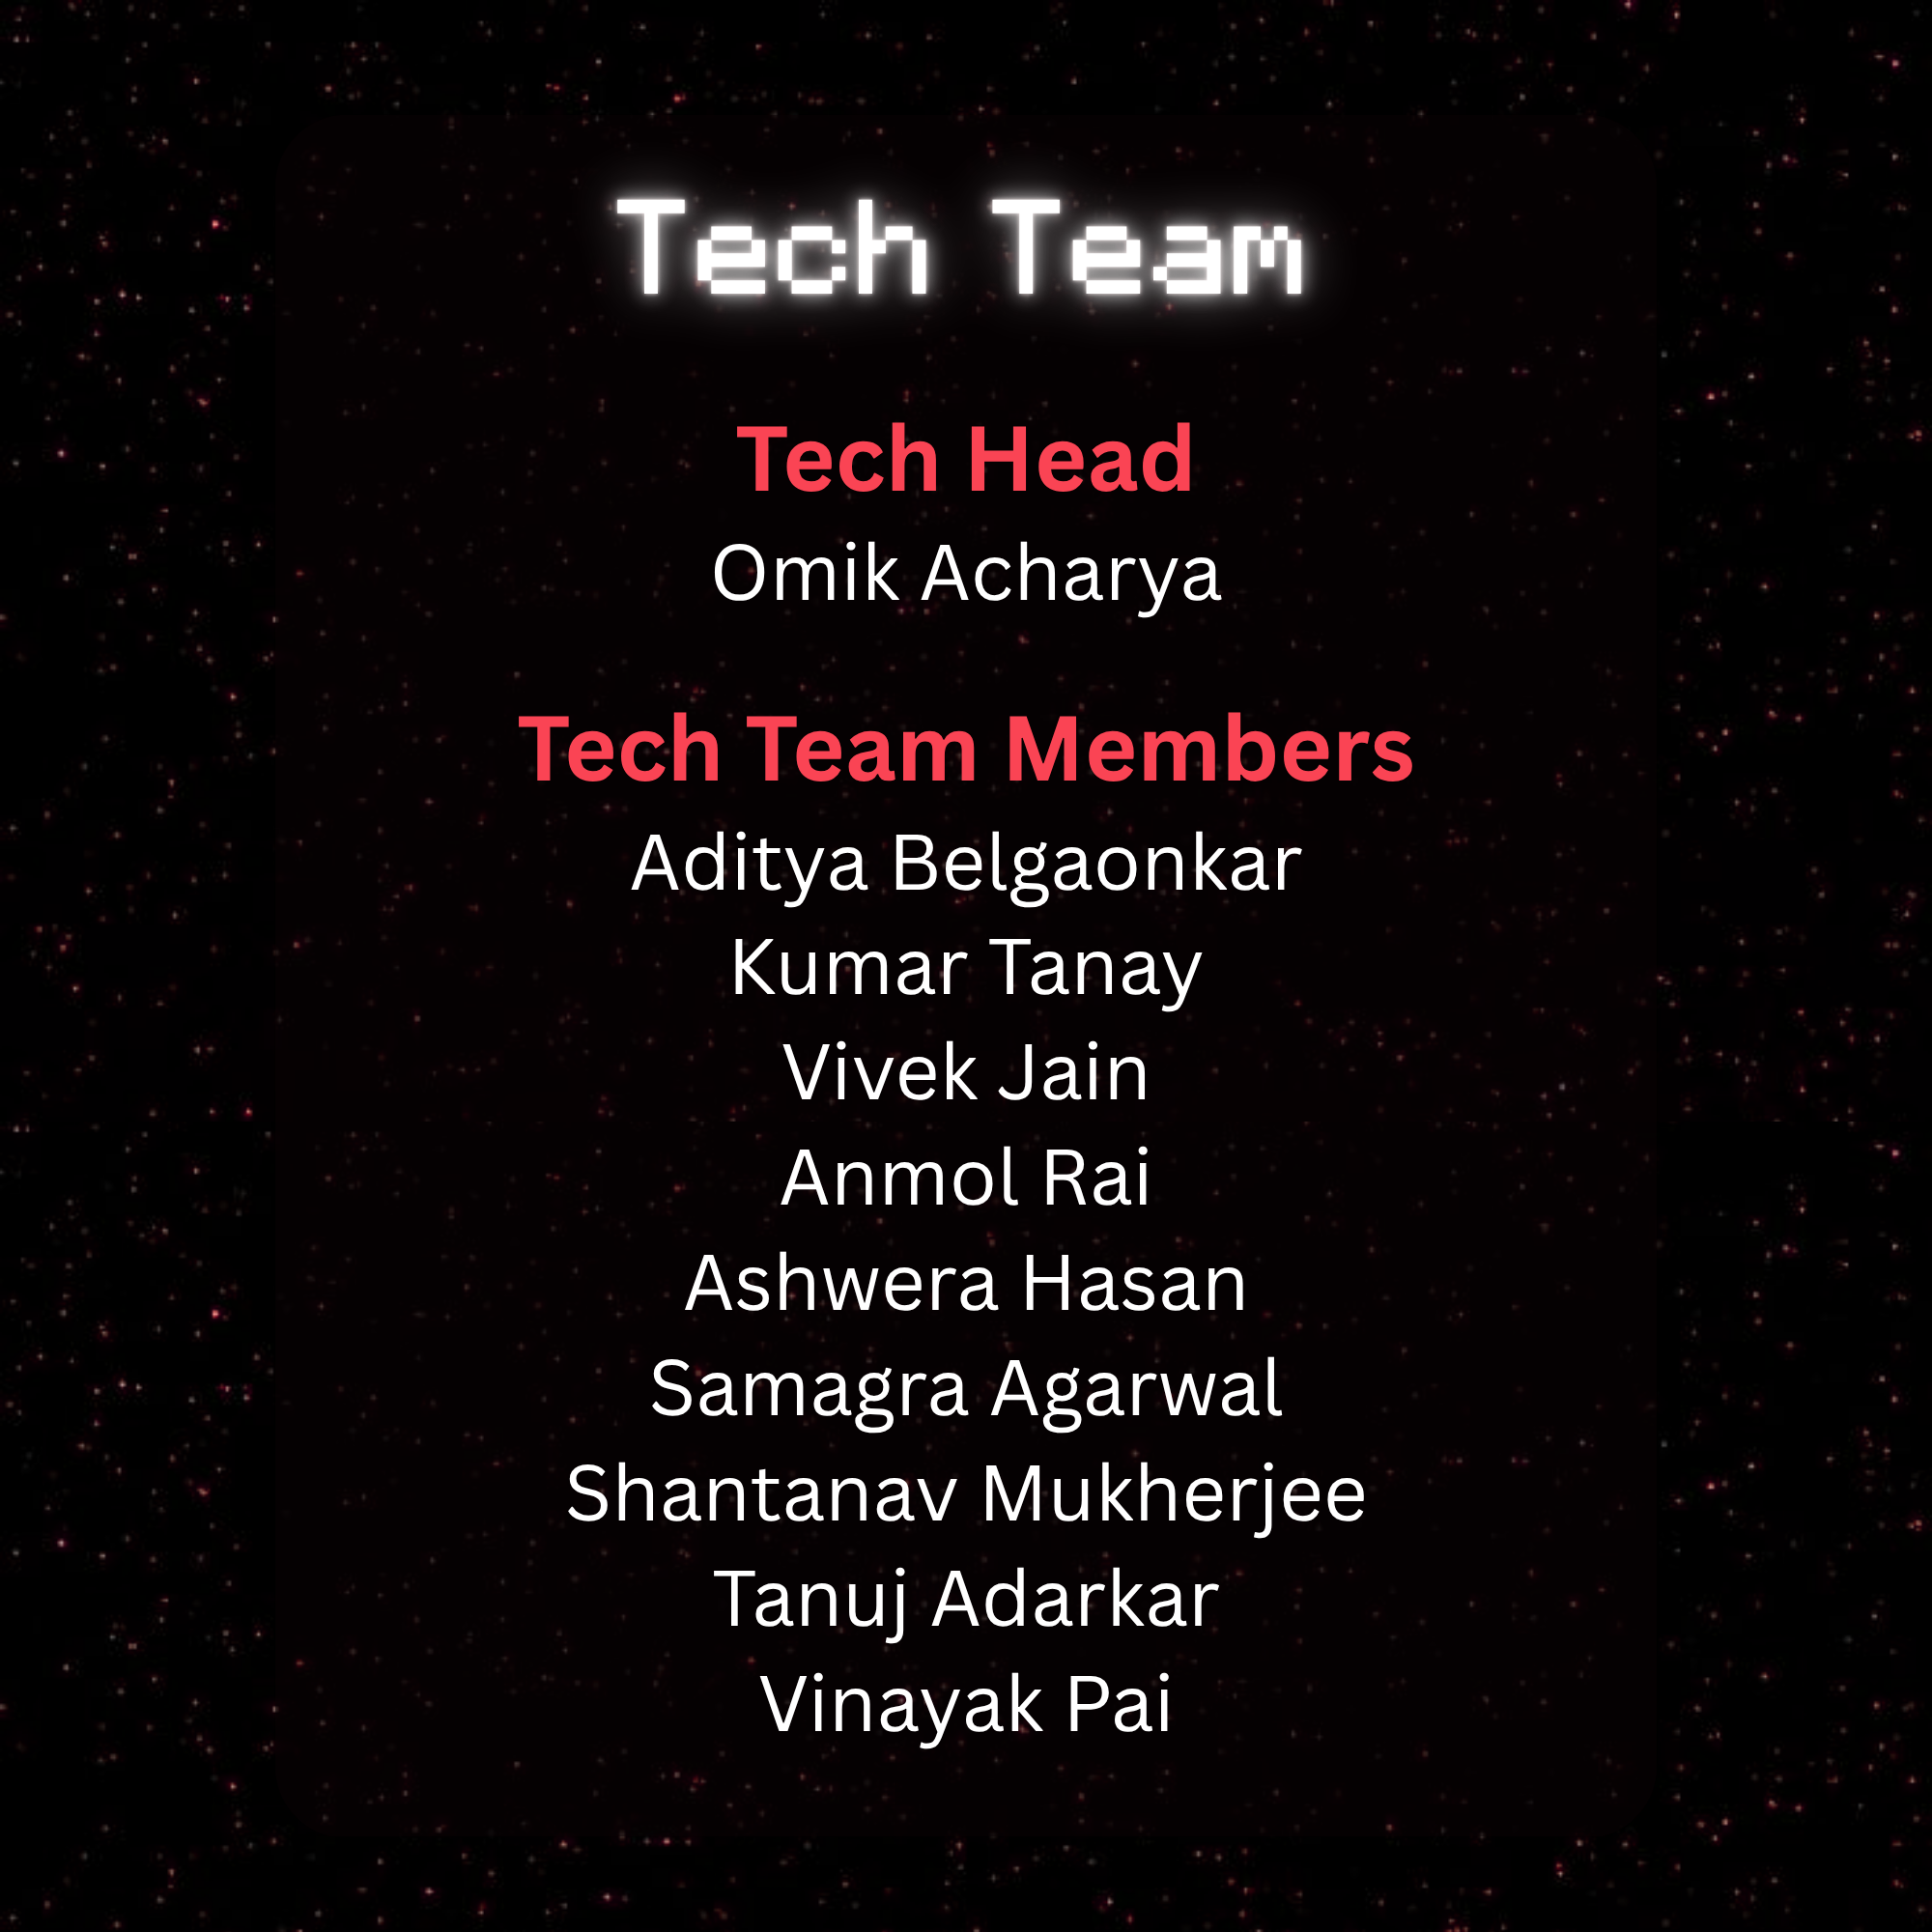 Tech Team
Tech Head
Omik Acharya
Tech Team Members
Aditya Belgaonkar
Kumar Tanay
Vivek Jain
Anmol Rai
Ashwera Hasan
Samagra Agarwal
Shantanav Mukherjee
Tanuj Adarkar
Vinayak Pai